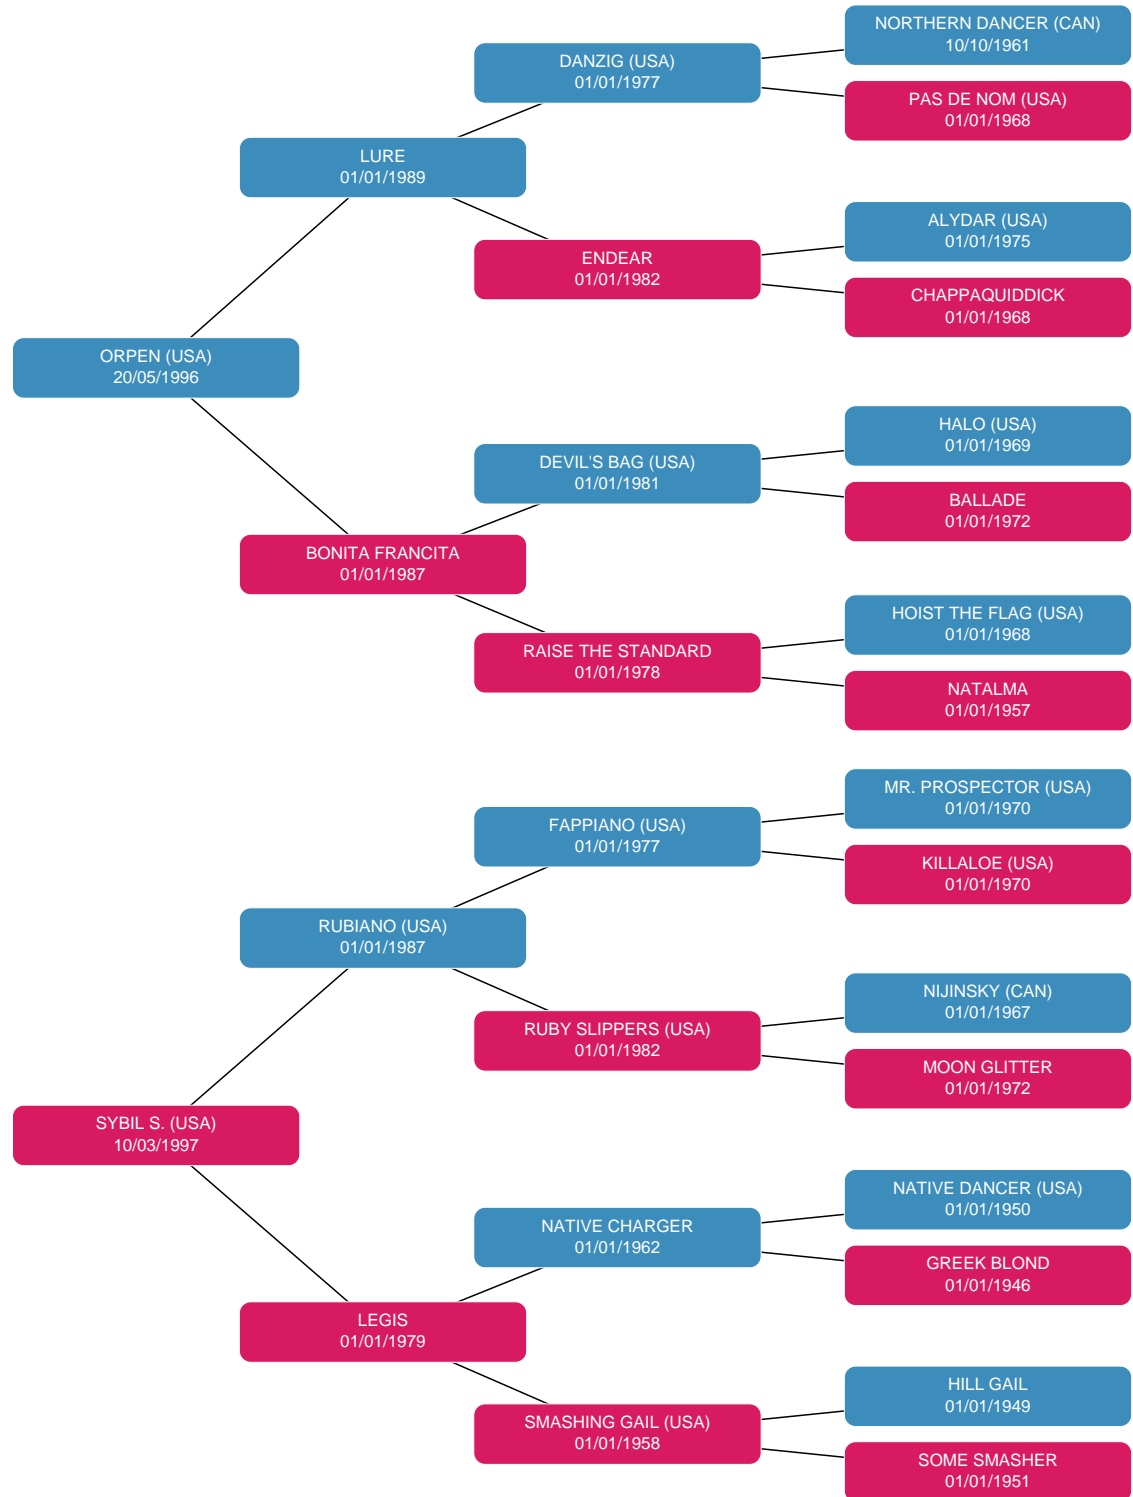 NORTHERN DANCER (CAN)
10/10/1961
DANZIG (USA)
01/01/1977
PAS DE NOM (USA)
01/01/1968
LURE
01/01/1989
ALYDAR (USA)
01/01/1975
ENDEAR
01/01/1982
CHAPPAQUIDDICK
01/01/1968
ORPEN (USA)
20/05/1996
HALO (USA)
01/01/1969
DEVIL'S BAG (USA)
01/01/1981
BALLADE
01/01/1972
BONITA FRANCITA
01/01/1987
HOIST THE FLAG (USA)
01/01/1968
RAISE THE STANDARD
01/01/1978
NATALMA
01/01/1957
MR. PROSPECTOR (USA)
01/01/1970
FAPPIANO (USA)
01/01/1977
KILLALOE (USA)
01/01/1970
RUBIANO (USA)
01/01/1987
NIJINSKY (CAN)
01/01/1967
RUBY SLIPPERS (USA)
01/01/1982
MOON GLITTER
01/01/1972
SYBIL S. (USA)
10/03/1997
NATIVE DANCER (USA)
01/01/1950
NATIVE CHARGER
01/01/1962
GREEK BLOND
01/01/1946
LEGIS
01/01/1979
HILL GAIL
01/01/1949
SMASHING GAIL (USA)
01/01/1958
SOME SMASHER
01/01/1951